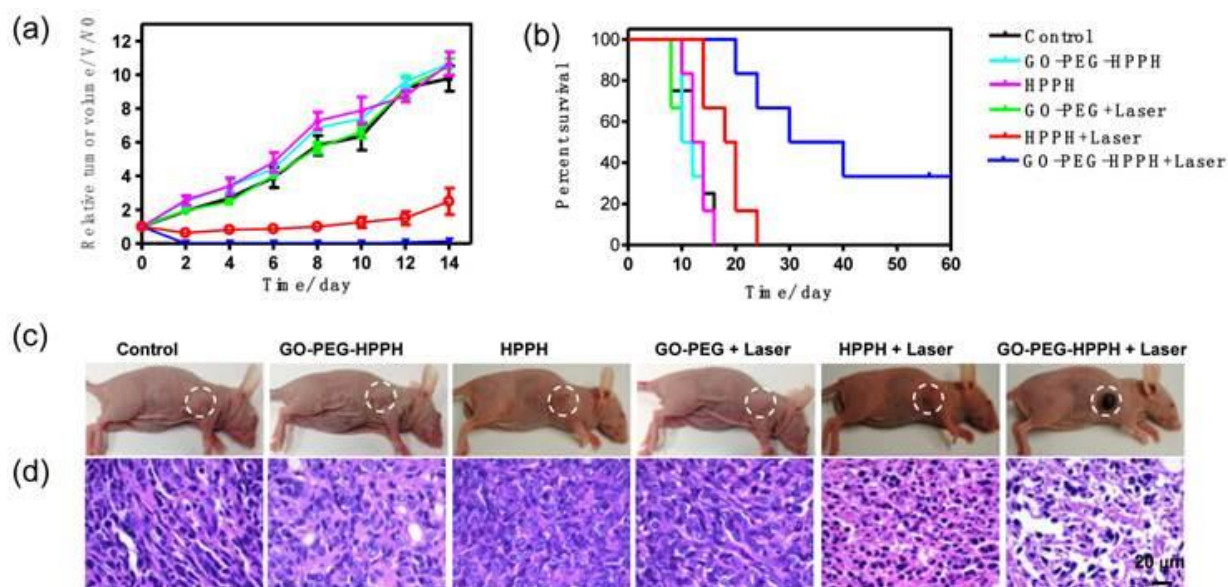 (a)
Relative tumor volume/V/V0
12
10
8
6
4
2
0
0 2 4 6 8 10 12 14
Time/day
(b)
Percent survival
100
80
60
40
20
0
0 10 20 30 40 50 60
Time/day
Control
GO-PEG-HPPH
HPPH
GO-PEG+Laser
HPPH+Laser
GO-PEG-HPPH+Laser
(c)
Control GO-PEG-HPPH HPPH GO-PEG + Laser HPPH + Laser GO-PEG-HPPH + Laser
(d)
20 μm